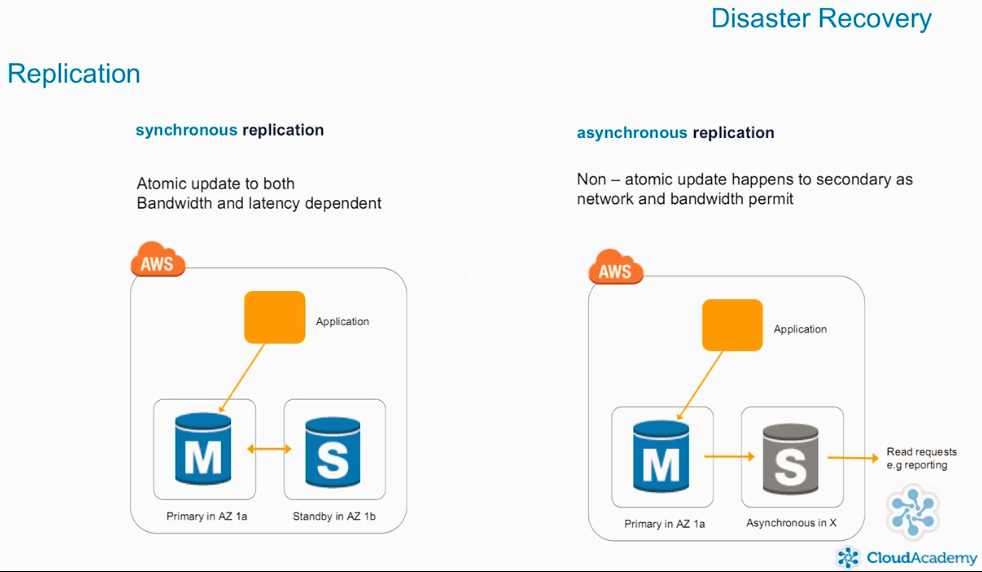 Disaster Recovery
Replication
synchronous replication
Atomic update to both
Bandwidth and latency dependent
AWS
Application
M
S
Primary in AZ 1a
Standby in AZ 1b
asynchronous replication
Non – atomic update happens to secondary as
network and bandwidth permit
AWS
Application
M
S
Read requests
e.g reporting
Primary in AZ 1a
Asynchronous in X
CloudAcademy